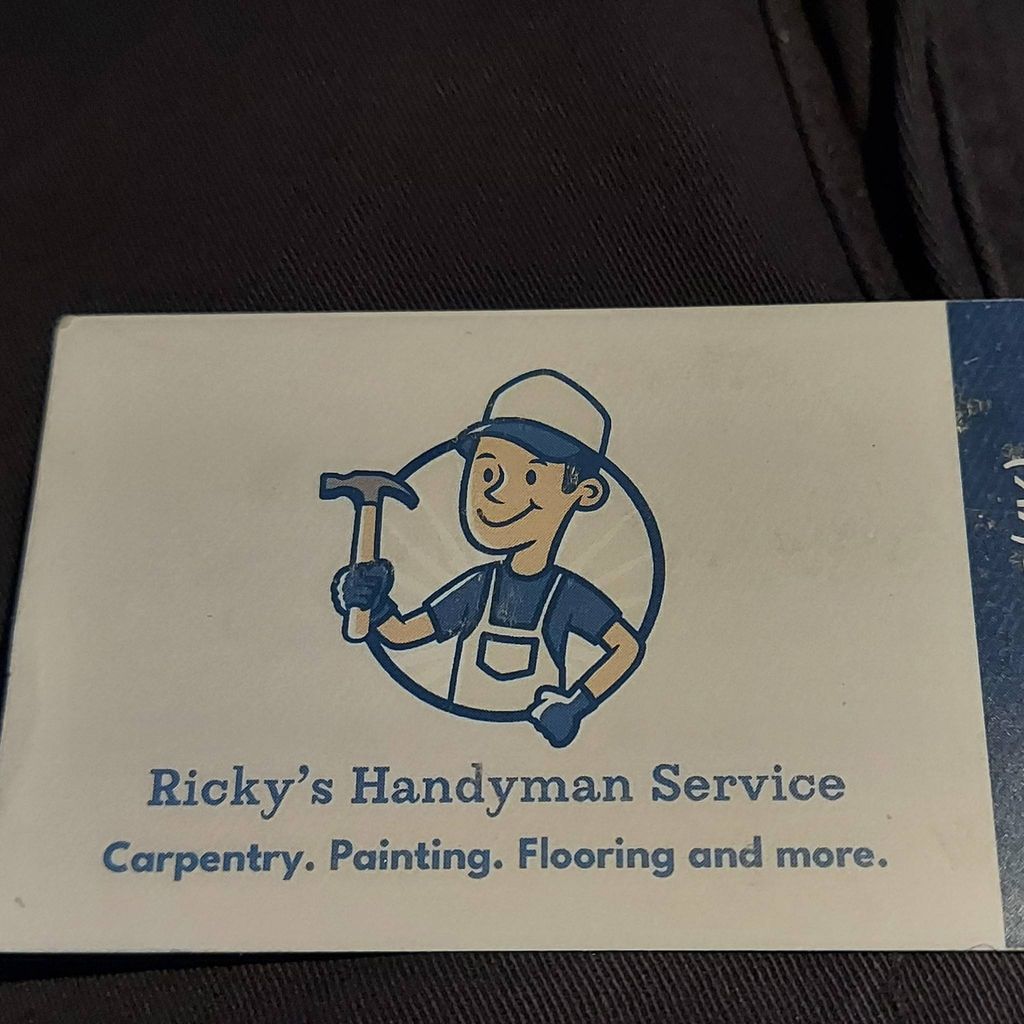 Ricky's Handyman Service
Carpentry. Painting. Flooring and more.